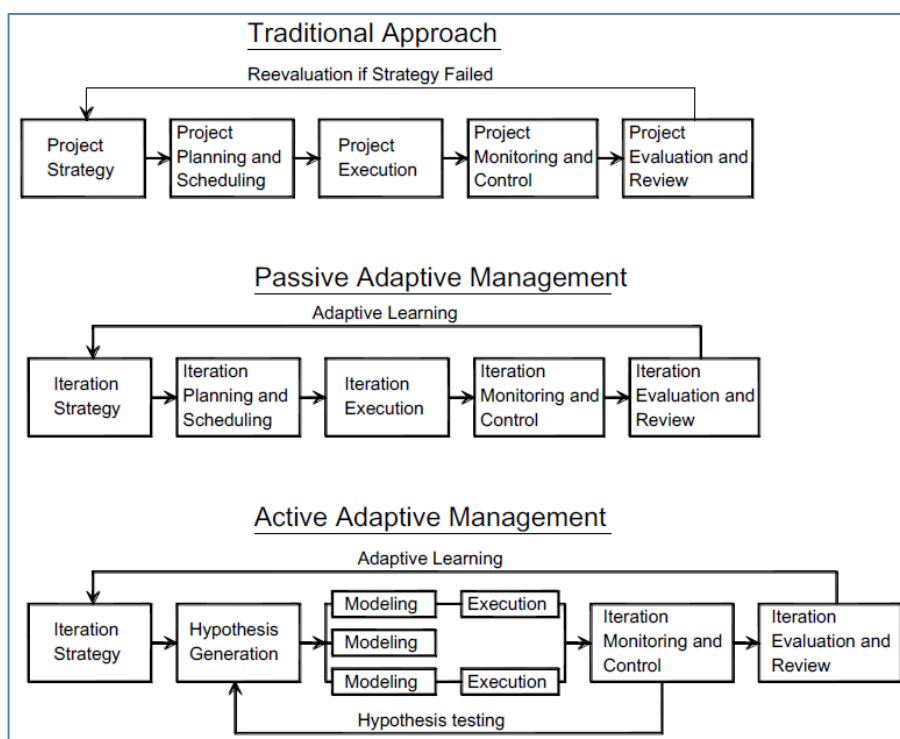 Traditional Approach
Reevaluation if Strategy Failed
Project
Strategy
Project
Planning and
Scheduling
Project
Execution
Project
Monitoring and
Control
Project
Evaluation and
Review
Passive Adaptive Management
Adaptive Learning
Iteration
Strategy
Iteration
Planning and
Scheduling
Iteration
Execution
Iteration
Monitoring and
Control
Iteration
Evaluation and
Review
Active Adaptive Management
Adaptive Learning
Iteration
Strategy
Hypothesis
Generation
Modeling
Execution
Modeling
Modeling
Execution
Iteration
Monitoring and
Control
Iteration
Evaluation and
Review
Hypothesis testing